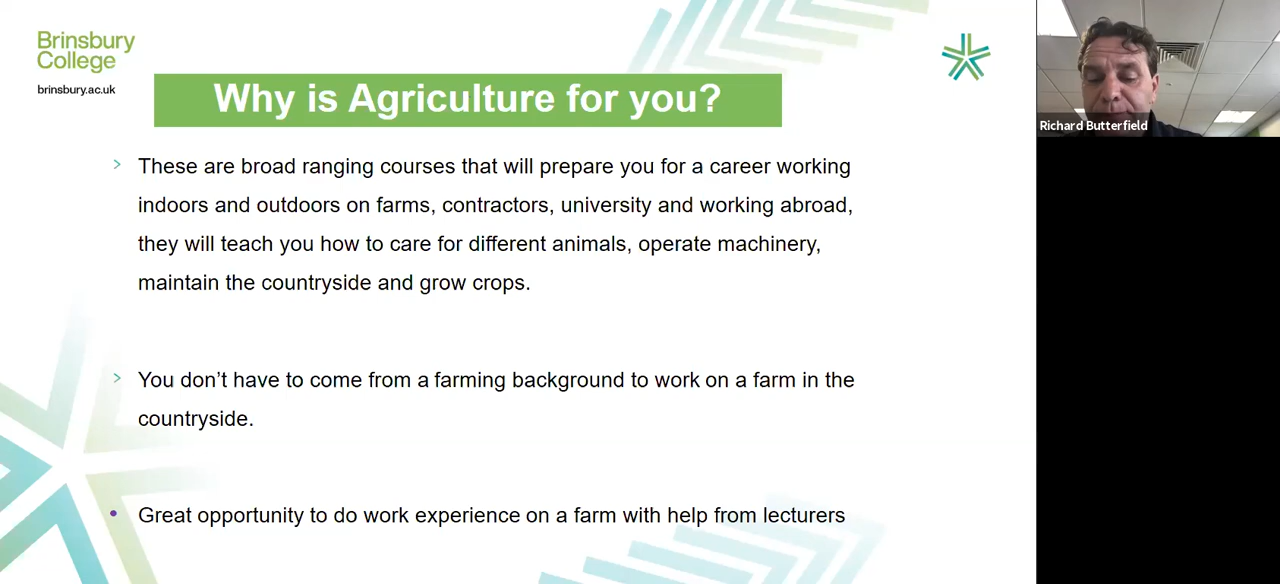 Brinsbury
College
brinsbury.ac.uk
Why is Agriculture for you?
These are broad ranging courses that will prepare you for a career working
indoors and outdoors on farms, contractors, university and working abroad,
they will teach you how to care for different animals, operate machinery,
maintain the countryside and grow crops.
You don’t have to come from a farming background to work on a farm in the
countryside.
Great opportunity to do work experience on a farm with help from lecturers
Richard Butterfield